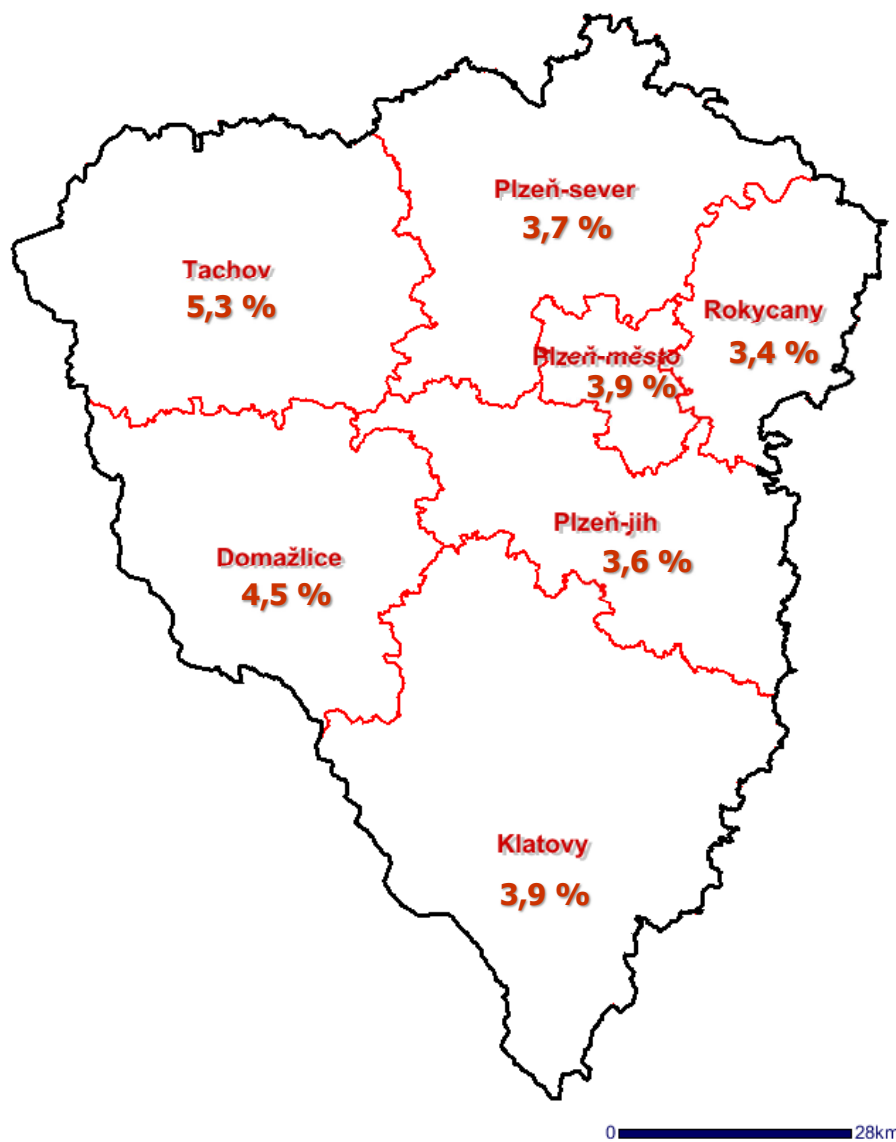 Plzeň-sever
3,7 %
Tachov
5,3 %
Rokycany
3,4 %
Plzeň-město
3,9 %
Plzeň-jih
3,6 %
Domažlice
4,5 %
Klatovy
3,9 %
0 28km